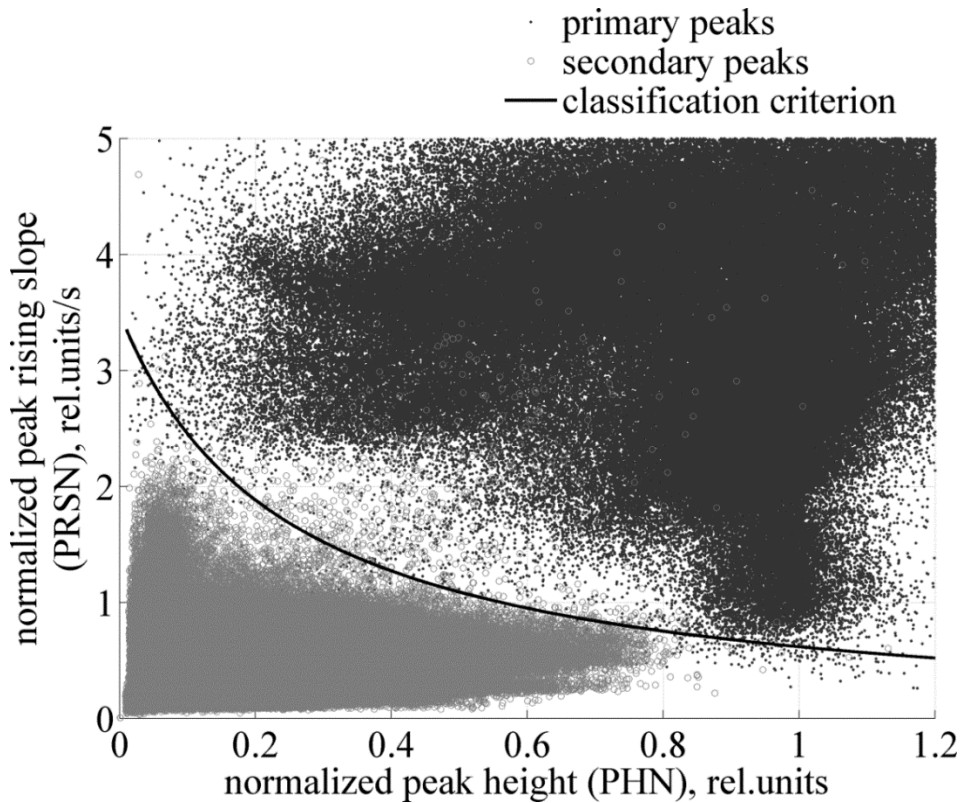 primary peaks
secondary peaks
classification criterion
normalized peak rising slope
(PRSN), rel.units/s
5
4
3
2
1
0
0
0.2
0.4
0.6
0.8
1
1.2
normalized peak height (PHN), rel.units